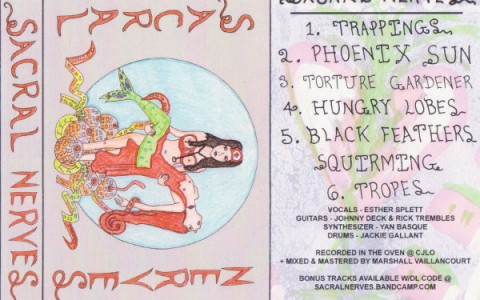 SACRAL NERVES
SACRAL
NERVES
SACRAL NERVES
1. TRAPPINGS
2. PHOENIX SUN
3. TORTURE GARDENER
4. HUNGRY LOBES
5. BLACK FEATHERS
SQUIRMING
6. TROPES
VOCALS - ESTHER SPLETT
GUITARS - JOHNNY DECK & RICK TREMBLES
SYNTHESIZER - YAN BASQUE
DRUMS - JACKIE GALLANT
RECORDED IN THE OVEN @ CJLO
+ MIXED & MASTERED BY MARSHALL VAILLANCOURT
BONUS TRACKS AVAILABLE W/DL CODE @
SACRALNERVES.BANDCAMP.COM